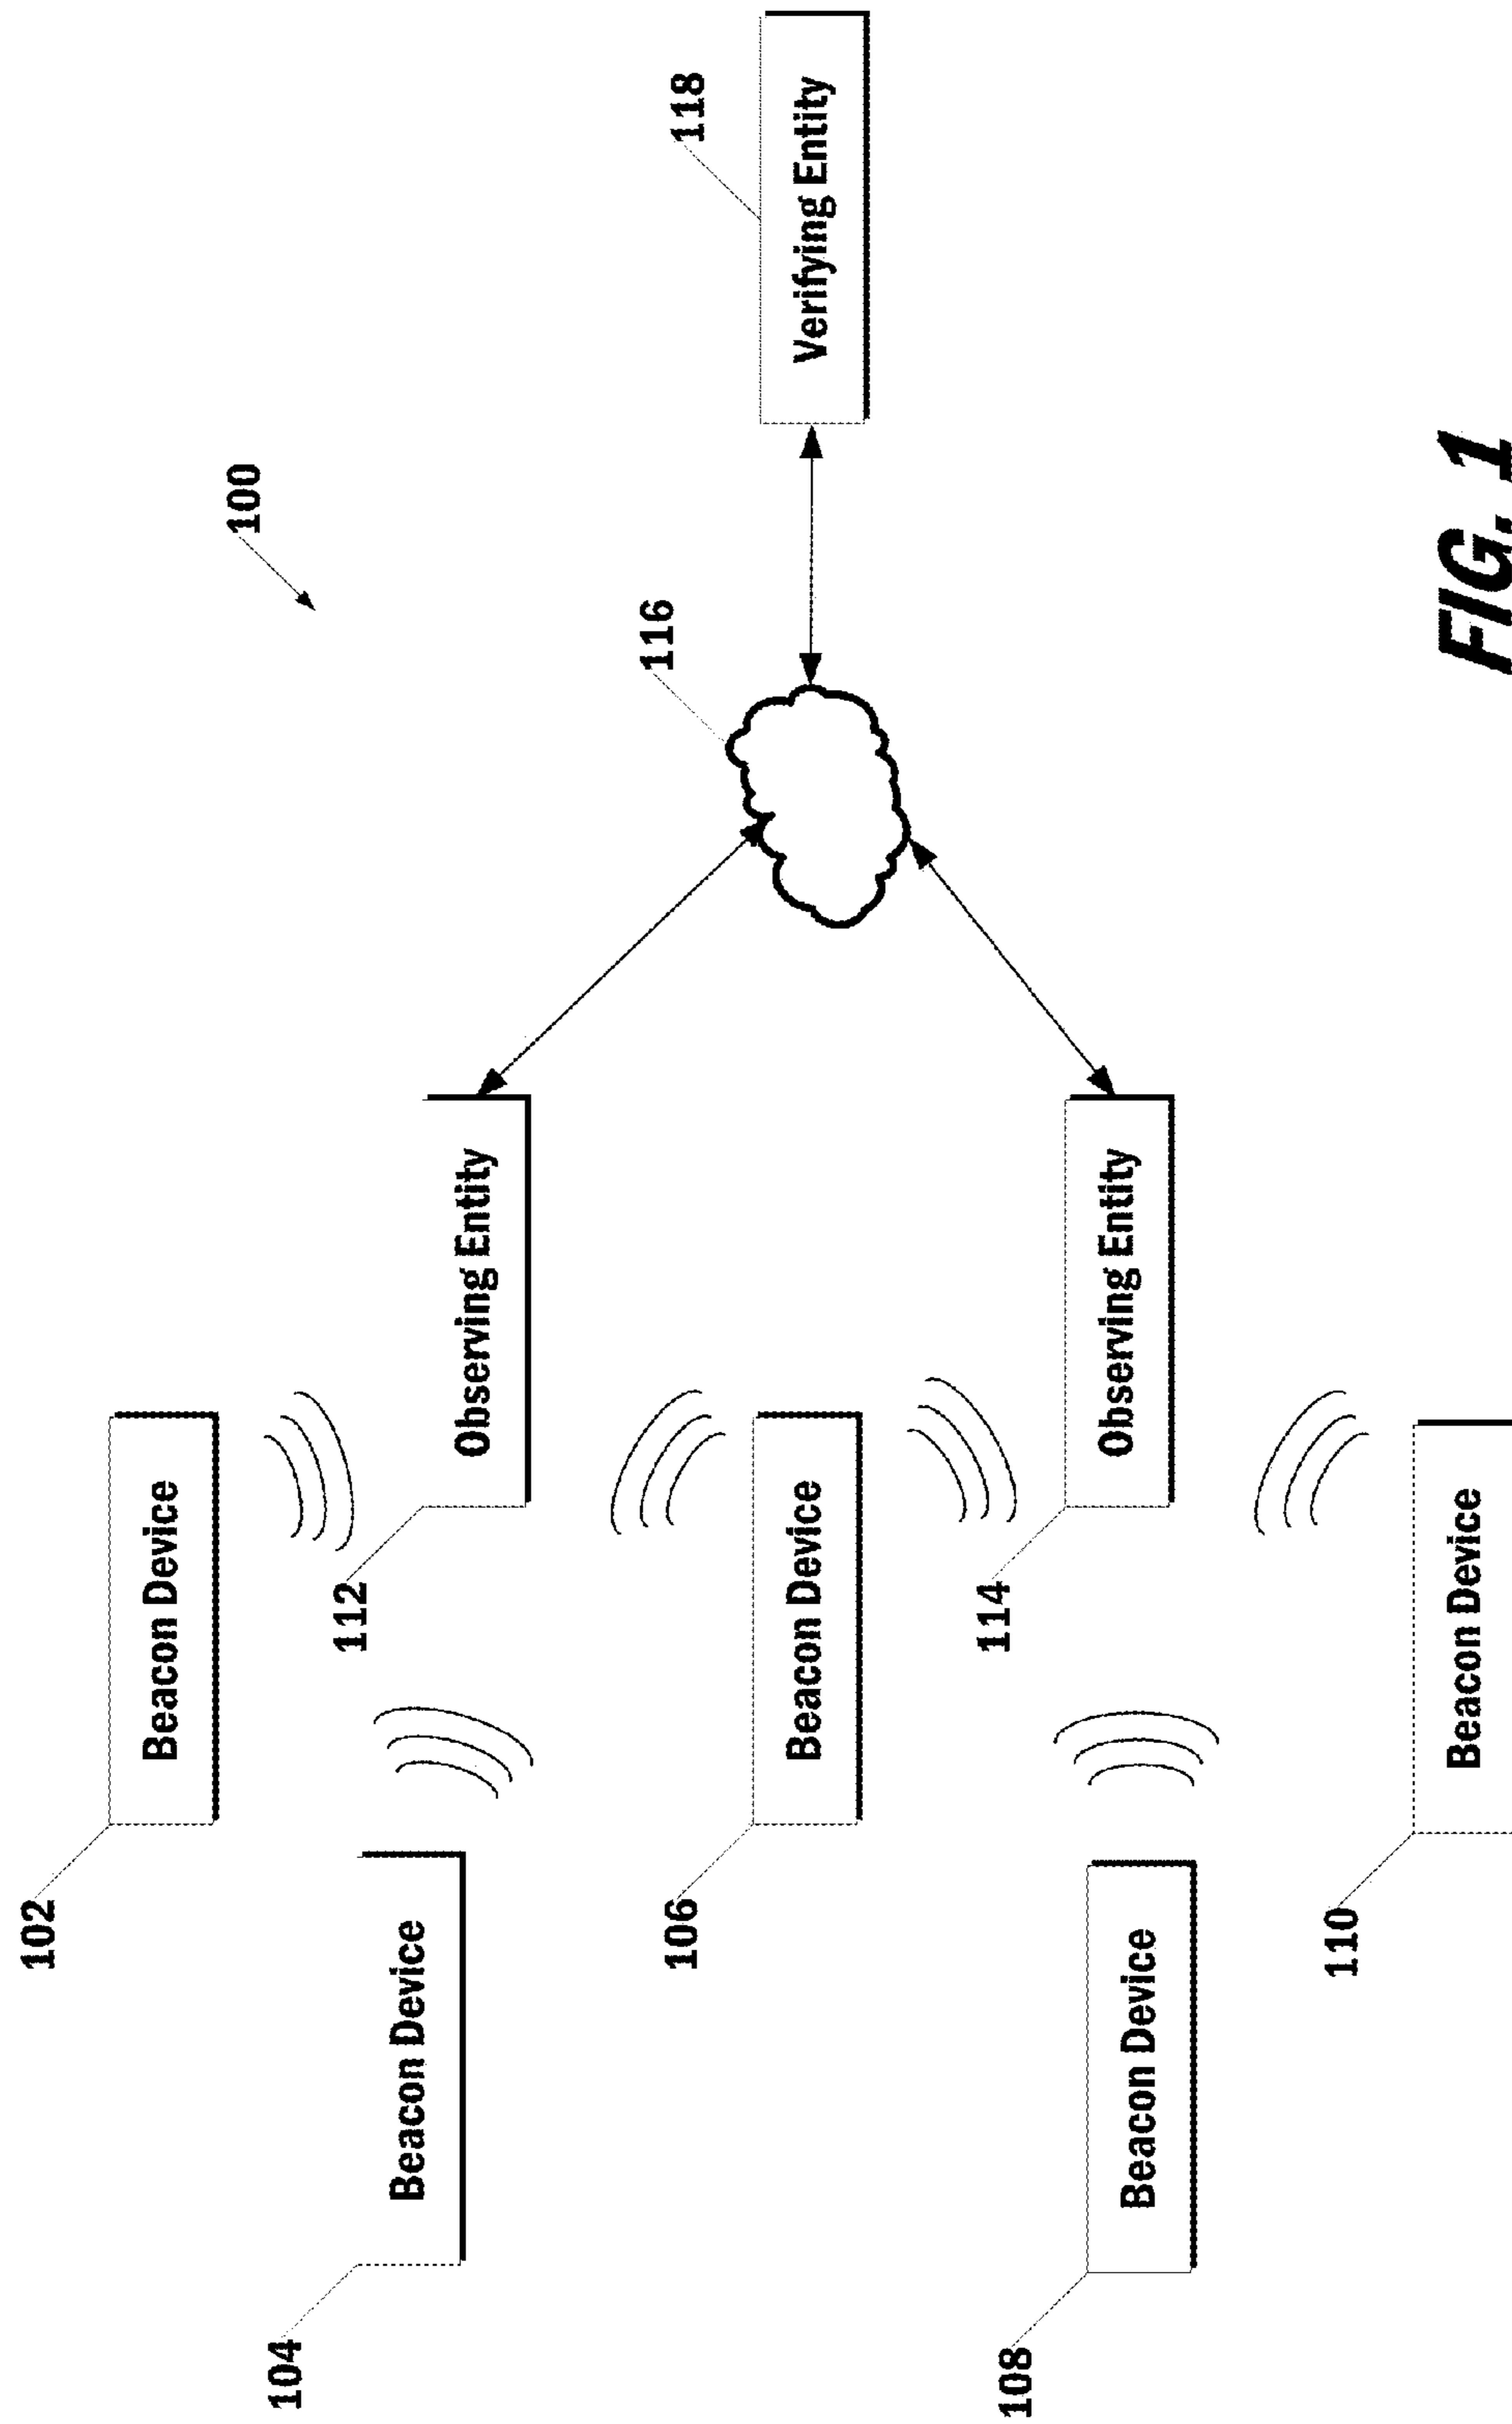 100
102
Beacon Device
104
Beacon Device
112
Observing Entity
106
Beacon Device
116
118
Verifying Entity
108
Beacon Device
114
Observing Entity
110
Beacon Device
FIG. 1